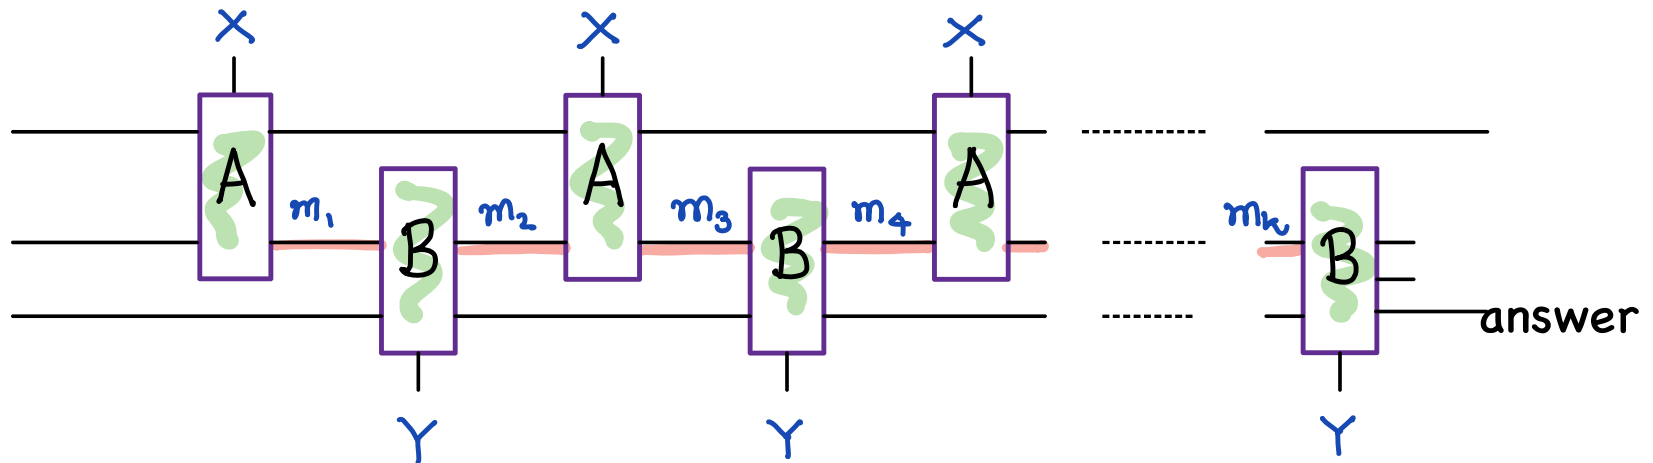 X X X
A A A
m₁ m₂ m₃ m₄ mₖ
B B B
answer
Y Y Y